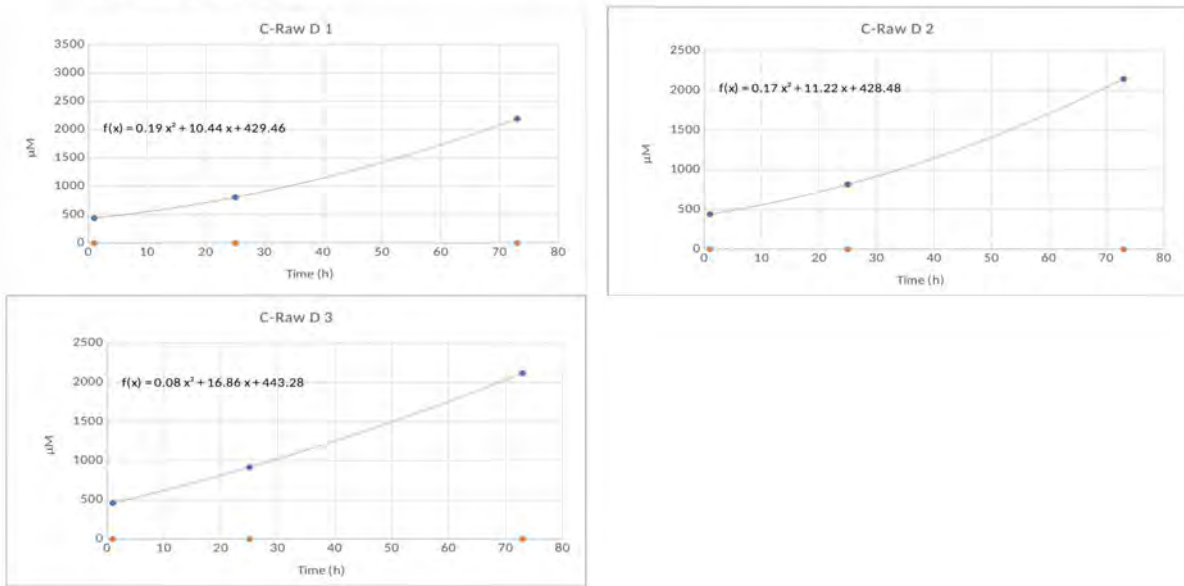 C-Raw D 1
3500
3000
2500
2000
1500
1000
500
0
µM
f(x) = 0.19 x² + 10.44 x + 429.46
0 10 20 30 40 50 60 70 80
Time (h)
C-Raw D 2
2500
2000
1500
1000
500
0
µM
f(x) = 0.17 x² + 11.22 x + 428.48
0 10 20 30 40 50 60 70 80
Time (h)
C-Raw D 3
2500
2000
1500
1000
500
0
µM
f(x) = 0.08 x² + 16.86 x + 443.28
0 10 20 30 40 50 60 70 80
Time (h)